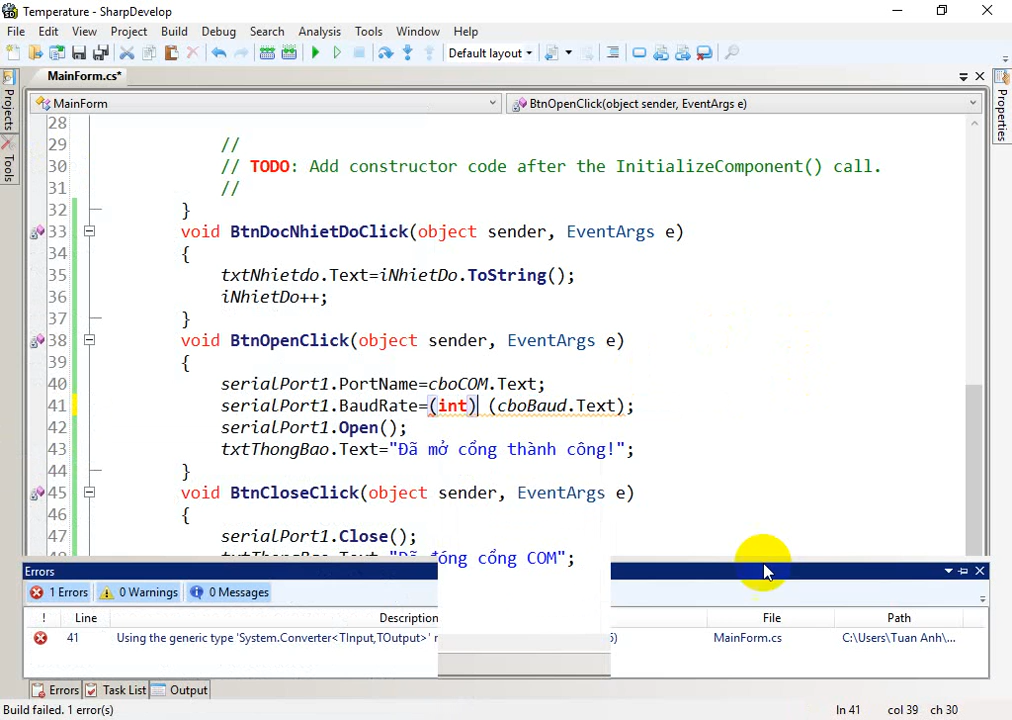 Temperature - SharpDevelop
File Edit View Project Build Debug Search Analysis Tools Window Help
Default layout
MainForm.cs*
Projects
Tools
Properties
MainForm
BtnOpenClick(object sender, EventArgs e)
28
29 //
30 // TODO: Add constructor code after the InitializeComponent() call.
31 //
32 }
33 void BtnDocNhietDoClick(object sender, EventArgs e)
34 {
35 txtNhietdo.Text=iNhietDo.ToString();
36 iNhietDo++;
37 }
38 void BtnOpenClick(object sender, EventArgs e)
39 {
40 serialPort1.PortName=cboCOM.Text;
41 serialPort1.BaudRate=(int) (cboBaud.Text);
42 serialPort1.Open();
43 txtThongBao.Text="Đã mở cổng thành công!";
44 }
45 void BtnCloseClick(object sender, EventArgs e)
46 {
47 serialPort1.Close();
48 txtThongBao.Text="Đã đóng cổng COM";
Errors
1 Errors 0 Warnings 0 Messages
! Line Description File Path
41 Using the generic type 'System.Converter<TInput,TOutput>' MainForm.cs C:\Users\Tuan Anh\...
Errors Task List Output
Build failed. 1 error(s) ln 41 col 39 ch 30